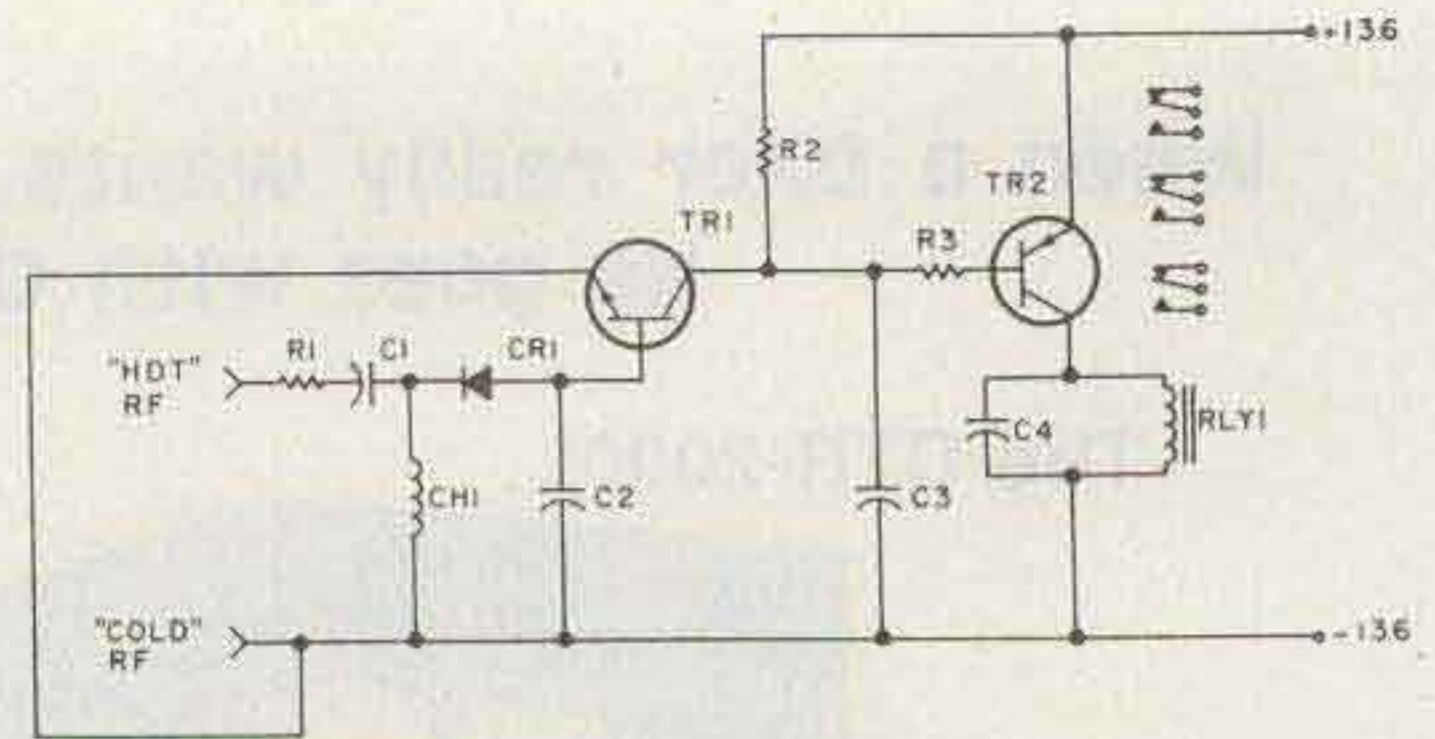 +13.6
R2
TR2
TR1
R3
"HOT"
RF
R1
C1
CR1
C4
RLY1
CH1
C2
C3
"COLD"
RF
-13.6